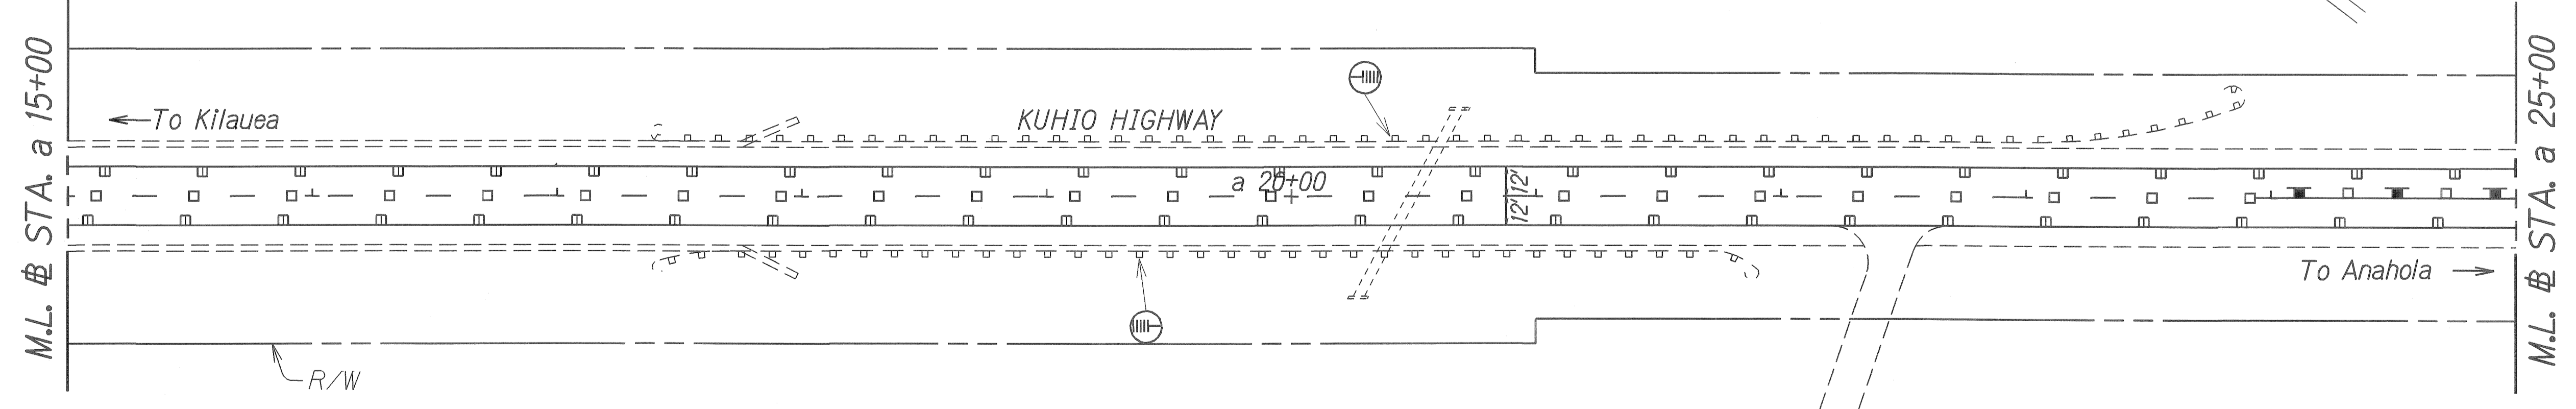 M.L. ⅊ STA. a 15+00
To Kilauea
KUHIO HIGHWAY
a 20+00
12' 12'
To Anahola
R/W
M.L. ⅊ STA. a 25+00